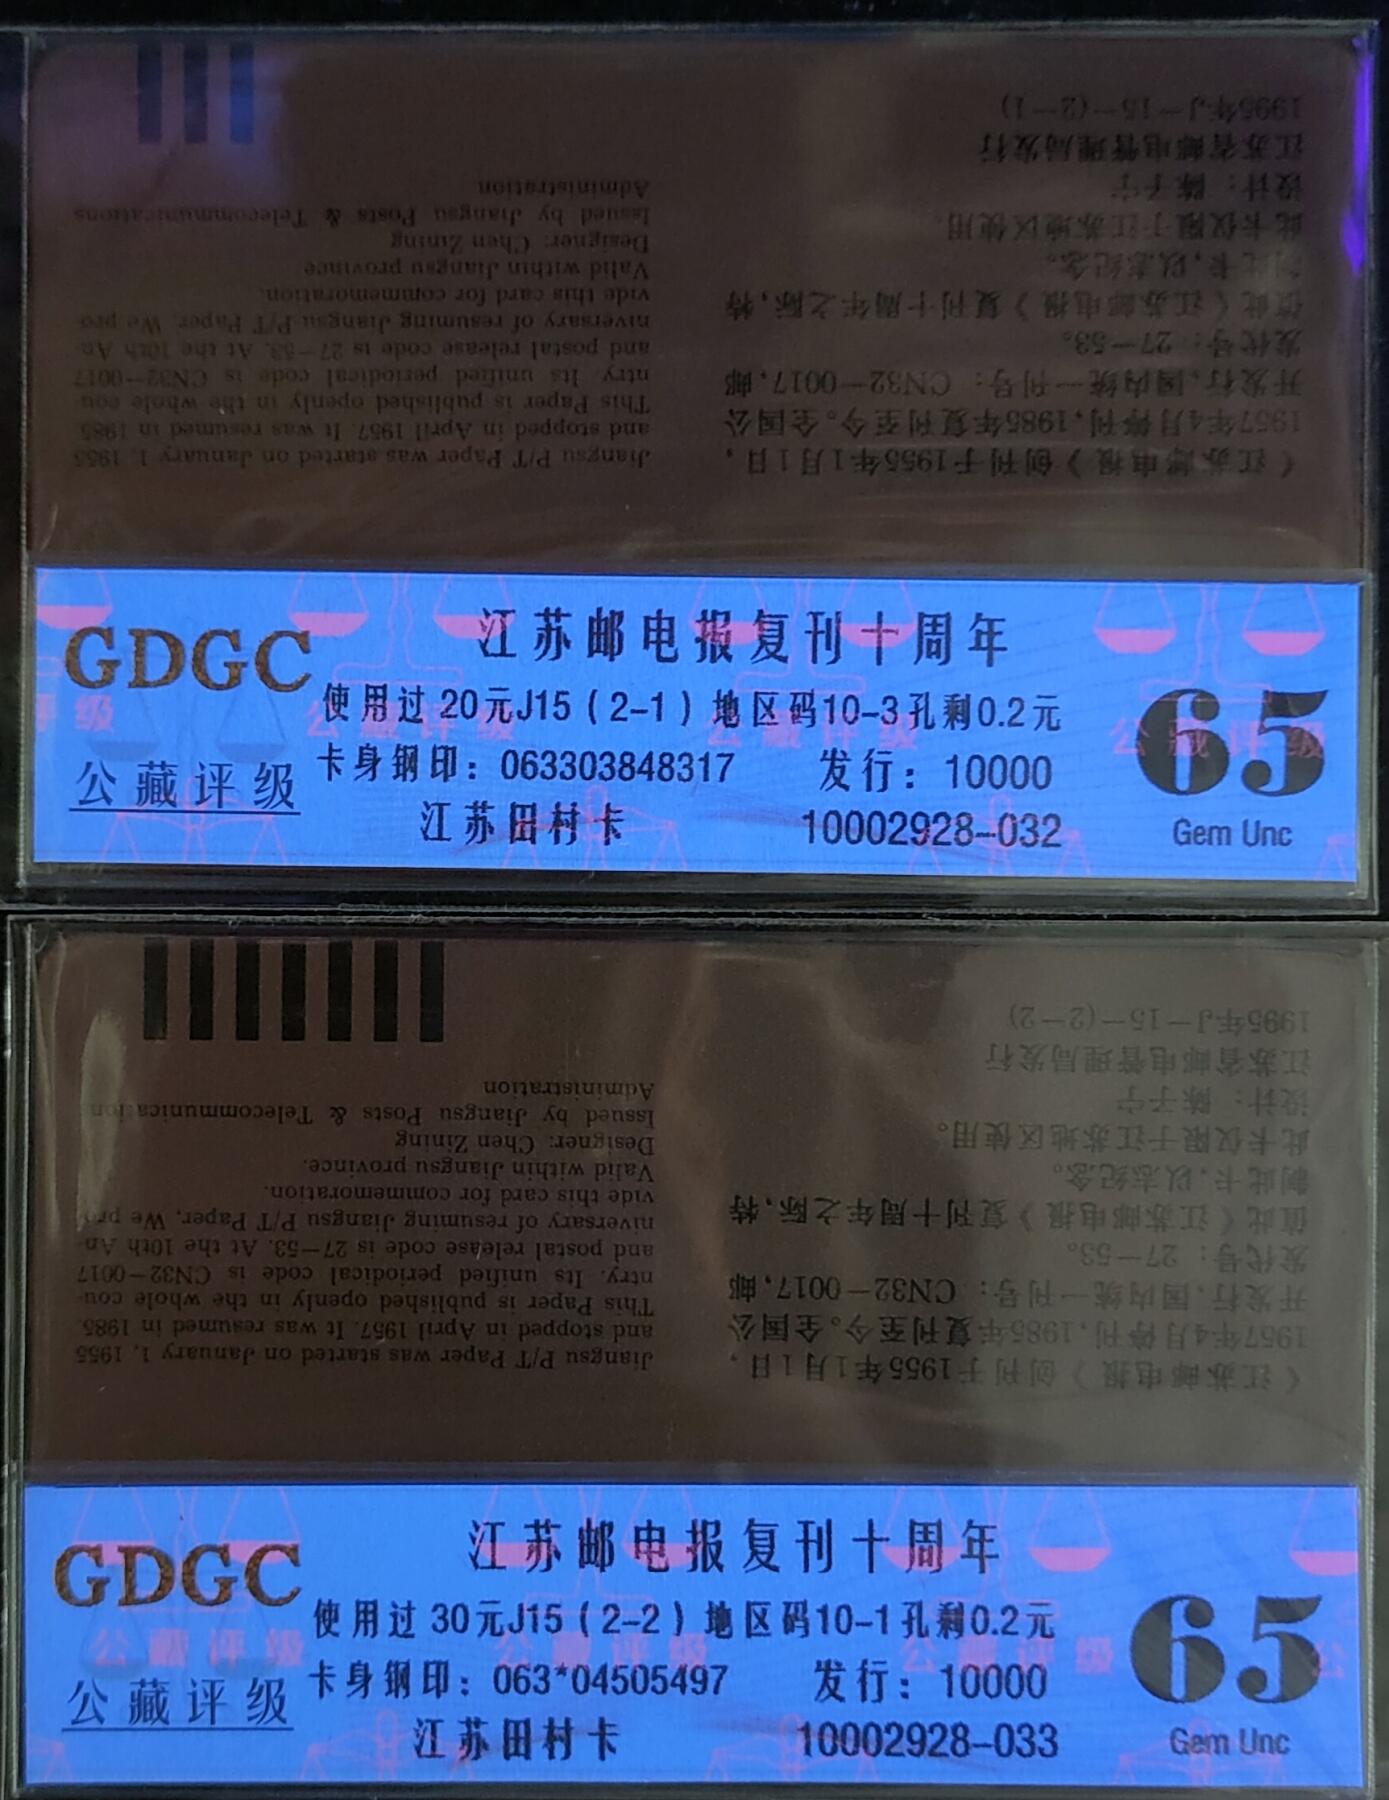 《江苏邮电报》创刊于1955年1月1日,
1957年4月停刊,1985年复刊至今。全国公
开发行,国内统一刊号:CN32—0017,邮
发代号:27—53。
值此《江苏邮电报》复刊十周年之际,特
制此卡,以志纪念。
此卡仅限于江苏地区使用。
设计:陈子宁
江苏省邮电管理局发行
1995年J—15—(2—1)
Jiangsu P/T Paper was started on January 1, 1955
and stopped in April 1957. It was resumed in 1985.
This Paper is published openly in the whole cou-
ntry. Its unified periodical code is CN32—0017
and postal release code is 27—53. At the 10th An-
niversary of resuming Jiangsu P/T Paper, We pro-
vide this card for commemoration.
Valid within Jiangsu province
Designer: Chen Zining
Issued by Jiangsu Posts & Telecommunications
Administration
GDGC
公藏评级
江苏邮电报复刊十周年
使用过 20元J15(2-1)地区码10-3孔剩0.2元
卡身钢印:063303848317 发行:10000
江苏田村卡 10002928-032
65
Gem Unc
《江苏邮电报》创刊于1955年1月1日,
1957年4月停刊,1985年复刊至今。全国公
开发行,国内统一刊号:CN32—0017,邮
发代号:27—53。
值此《江苏邮电报》复刊十周年之际,特
制此卡,以志纪念。
此卡仅限于江苏地区使用。
设计:陈子宁
江苏省邮电管理局发行
1995年J—15—(2—2)
Jiangsu P/T Paper was started on January 1, 1955
and stopped in April 1957. It was resumed in 1985.
This Paper is published openly in the whole cou-
ntry. Its unified periodical code is CN32—0017
and postal release code is 27—53. At the 10th An-
niversary of resuming Jiangsu P/T Paper, We pro-
vide this card for commemoration.
Valid within Jiangsu province.
Designer: Chen Zining
Issued by Jiangsu Posts & Telecommunications
Administration
GDGC
公藏评级
江苏邮电报复刊十周年
使用过 30元J15(2-2)地区码10-1孔剩0.2元
卡身钢印:063*04505497 发行:10000
江苏田村卡 10002928-033
65
Gem Unc